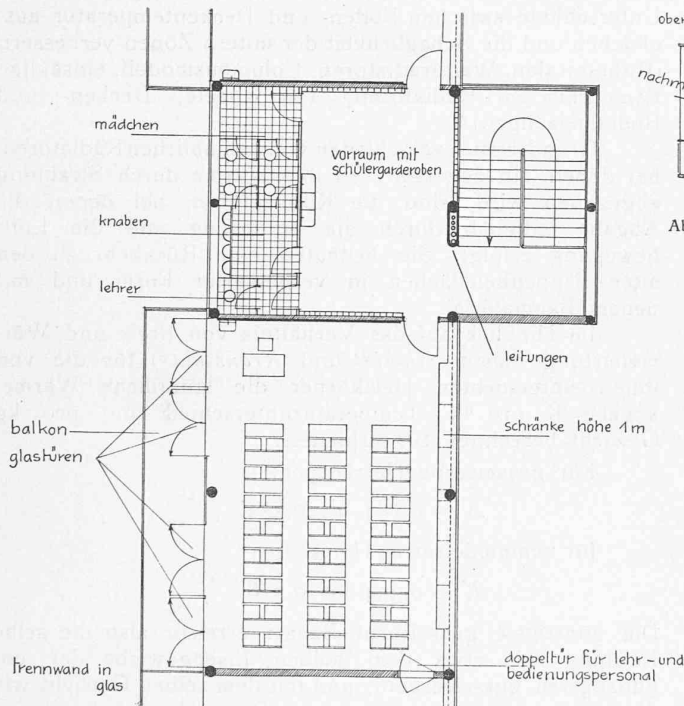 ober
nachm
mädchen
vorraum mit
schülergarderoben
knaben
lehrer
leitungen
balkon
glastüren
schränke höhe 1m
trennwand in
glas
doppeltür für lehr-und
bedienungspersonal